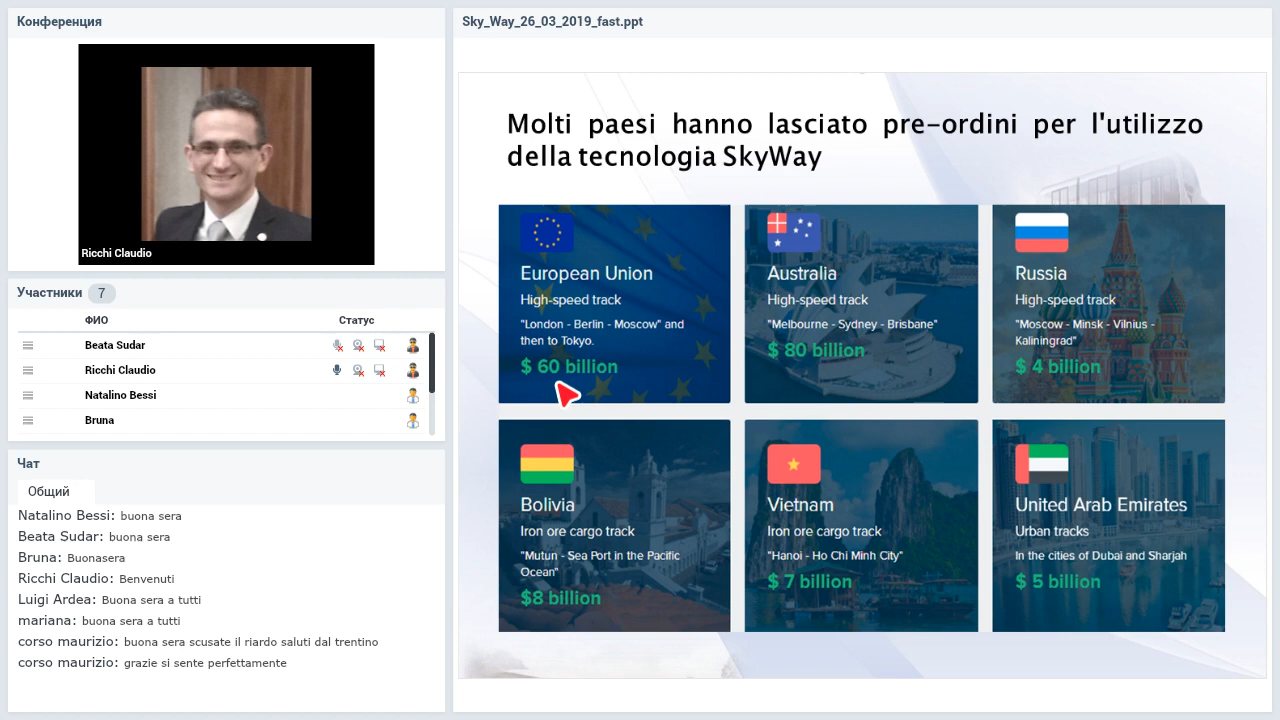 Конференция
Ricchi Claudio
Участники 7
ФИО Статус
Beata Sudar
Ricchi Claudio
Natalino Bessi
Bruna
Чат
Общий
Natalino Bessi: buona sera
Beata Sudar: buona sera
Bruna: Buonasera
Ricchi Claudio: Benvenuti
Luigi Ardea: Buona sera a tutti
mariana: buona sera a tutti
corso maurizio: buona sera scusate il riardo saluti dal trentino
corso maurizio: grazie si sente perfettamente
Sky_Way_26_03_2019_fast.ppt
Molti paesi hanno lasciato pre-ordini per l'utilizzo
della tecnologia SkyWay
European Union
High-speed track
"London - Berlin - Moscow" and
then to Tokyo.
$ 60 billion
Australia
High-speed track
"Melbourne - Sydney - Brisbane"
$ 80 billion
Russia
High-speed track
"Moscow - Minsk - Vilnius -
Kaliningrad"
$ 4 billion
Bolivia
Iron ore cargo track
"Mutun - Sea Port in the Pacific
Ocean"
$8 billion
Vietnam
Iron ore cargo track
"Hanoi - Ho Chi Minh City"
$ 7 billion
United Arab Emirates
Urban tracks
In the cities of Dubai and Sharjah
$ 5 billion